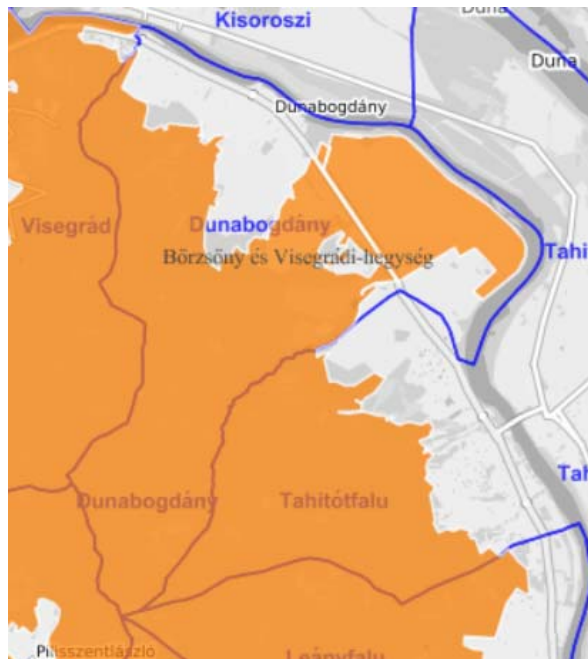 Kisoroszi
Duna
Duna
Dunabogdány
Visegrád
Dunabogdány
Börzsöny és Visegrádi-hegység
Tahi
Dunabogdány
Tahitótfalu
Tah
Pilisszentlászló
Leányfalu